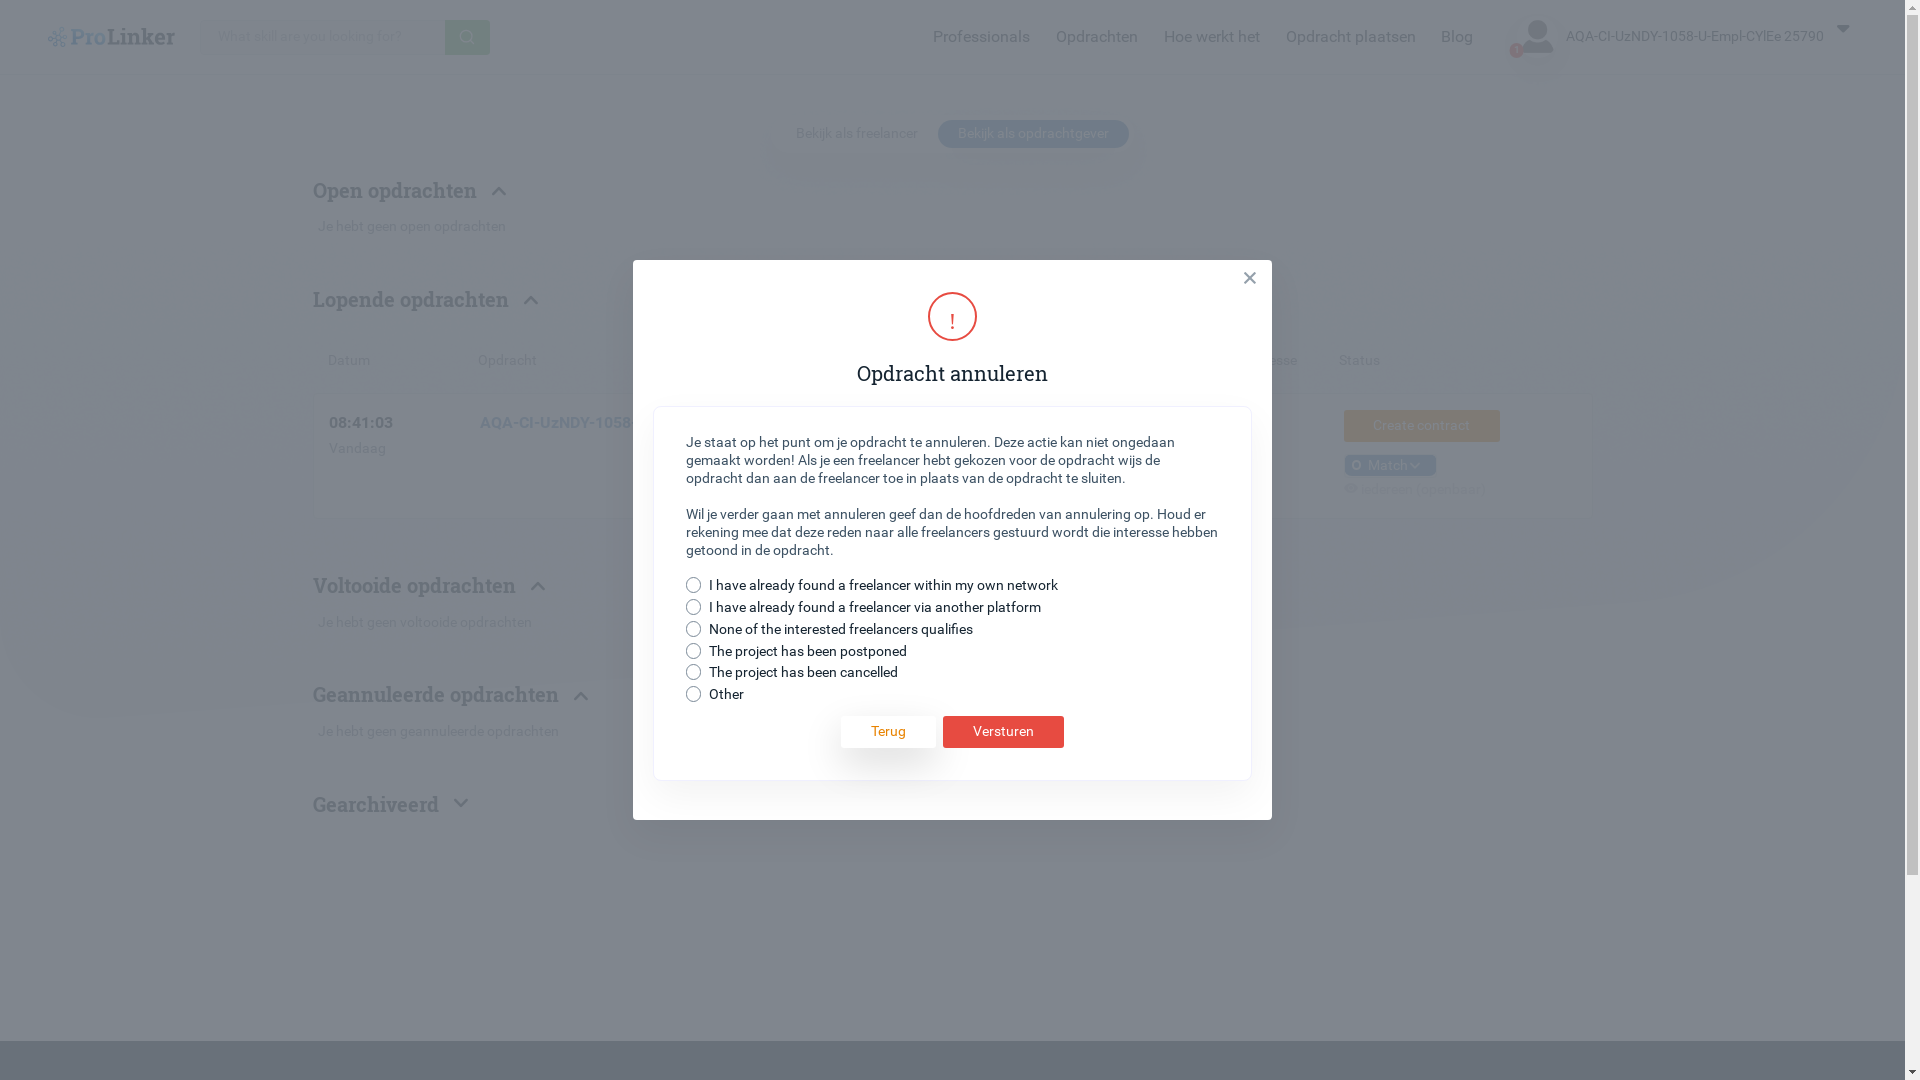 ProLinker
What skill are you looking for?
Professionals
Opdrachten
Hoe werkt het
Opdracht plaatsen
Blog
AQA-CI-UzNDY-1058-U-Empl-CYlEe 25790
Bekijk als freelancer
Bekijk als opdrachtgever
Open opdrachten
Je hebt geen open opdrachten
Lopende opdrachten
Datum
Opdracht
Status
08:41:03
Vandaag
AQA-CI-UzNDY-1058-
Create contract
Match
Opdracht annuleren
Je staat op het punt om je opdracht te annuleren. Deze actie kan niet ongedaan
gemaakt worden! Als je een freelancer hebt gekozen voor de opdracht wijs de
opdracht dan aan de freelancer toe in plaats van de opdracht te sluiten.
Wil je verder gaan met annuleren geef dan de hoofdreden van annulering op. Houd er
rekening mee dat deze reden naar alle freelancers gestuurd wordt die interesse hebben
getoond in de opdracht.
I have already found a freelancer within my own network
I have already found a freelancer via another platform
None of the interested freelancers qualifies
The project has been postponed
The project has been cancelled
Other
Terug
Versturen
Voltooide opdrachten
Je hebt geen voltooide opdrachten
Geannuleerde opdrachten
Je hebt geen geannuleerde opdrachten
Gearchiveerd